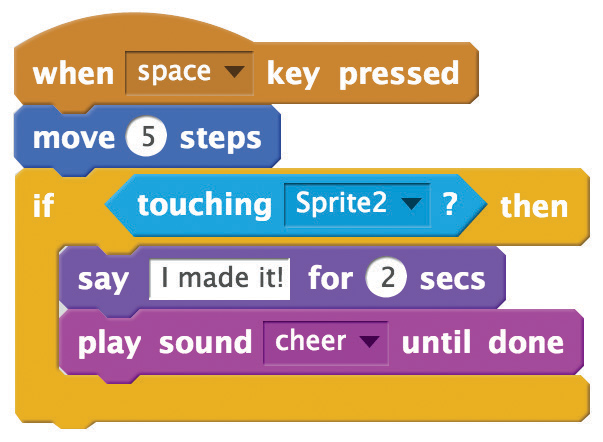 when space key pressed
move 5 steps
if touching Sprite2 ? then
say I made it! for 2 secs
play sound cheer until done